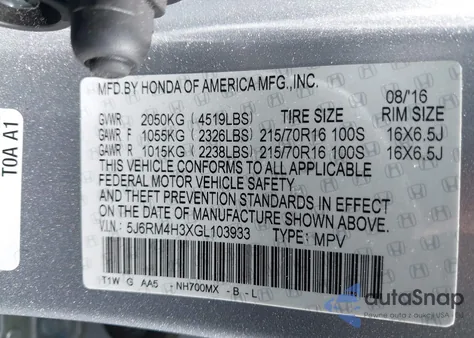 MFD.BY HONDA OF AMERICA MFG.,INC. 08/'16
GVWR 2050KG (4519LBS) TIRE SIZE RIM SIZE
GAWR F 1055KG (2326LBS) 215/70R16 100S 16X6.5J
GAWR R 1015KG (2238LBS) 215/70R16 100S 16X6.5J
THIS VEHICLE CONFORMS TO ALL APPLICABLE
FEDERAL MOTOR VEHICLE SAFETY
AND THEFT PREVENTION STANDARDS IN EFFECT
ON THE DATE OF MANUFACTURE SHOWN ABOVE.
V.I.N.: 5J6RM4H3XGL103933 TYPE: MPV
T1W G AA5 - NH700MX - B - L
T0A A1
autoSnap